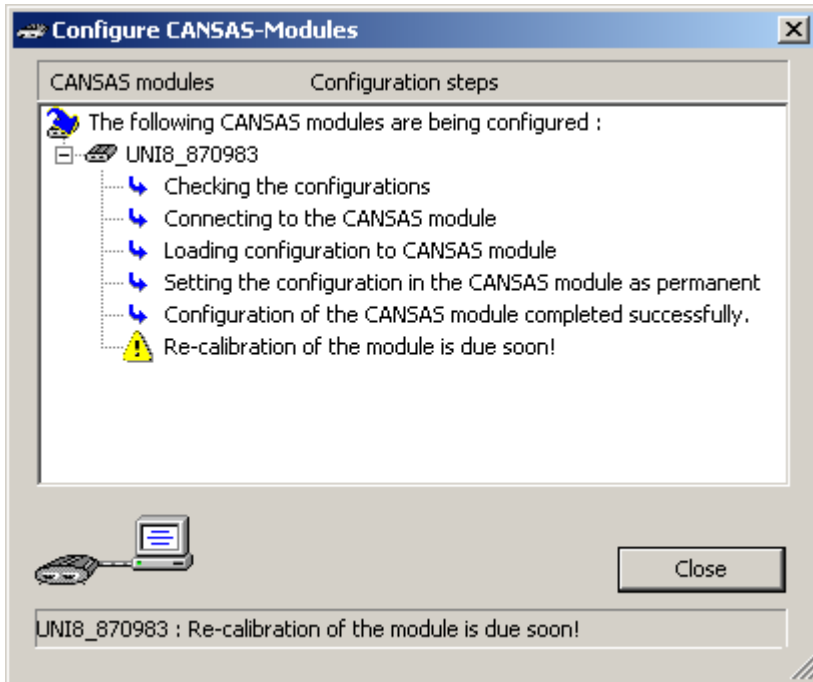 Configure CANSAS-Modules
CANSAS modules Configuration steps
The following CANSAS modules are being configured :
UNI8_870983
Checking the configurations
Connecting to the CANSAS module
Loading configuration to CANSAS module
Setting the configuration in the CANSAS module as permanent
Configuration of the CANSAS module completed successfully.
Re-calibration of the module is due soon!
Close
UNI8_870983 : Re-calibration of the module is due soon!